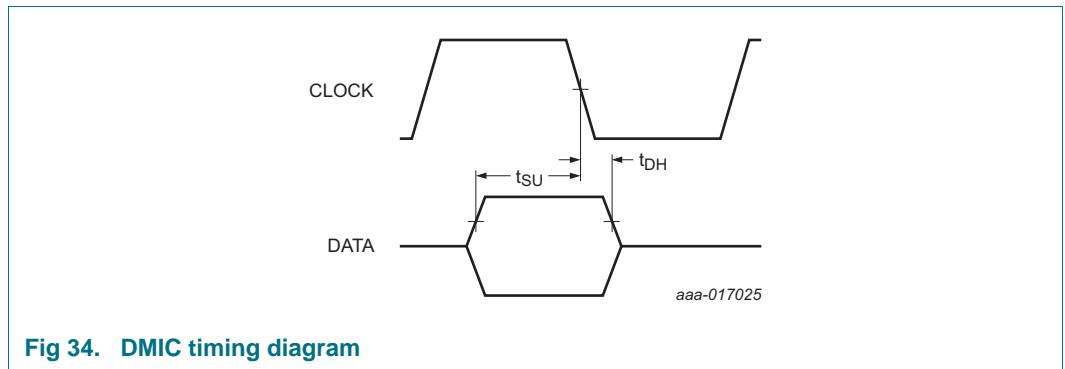 CLOCK
tDH
tSU
DATA
aaa-017025
Fig 34. DMIC timing diagram